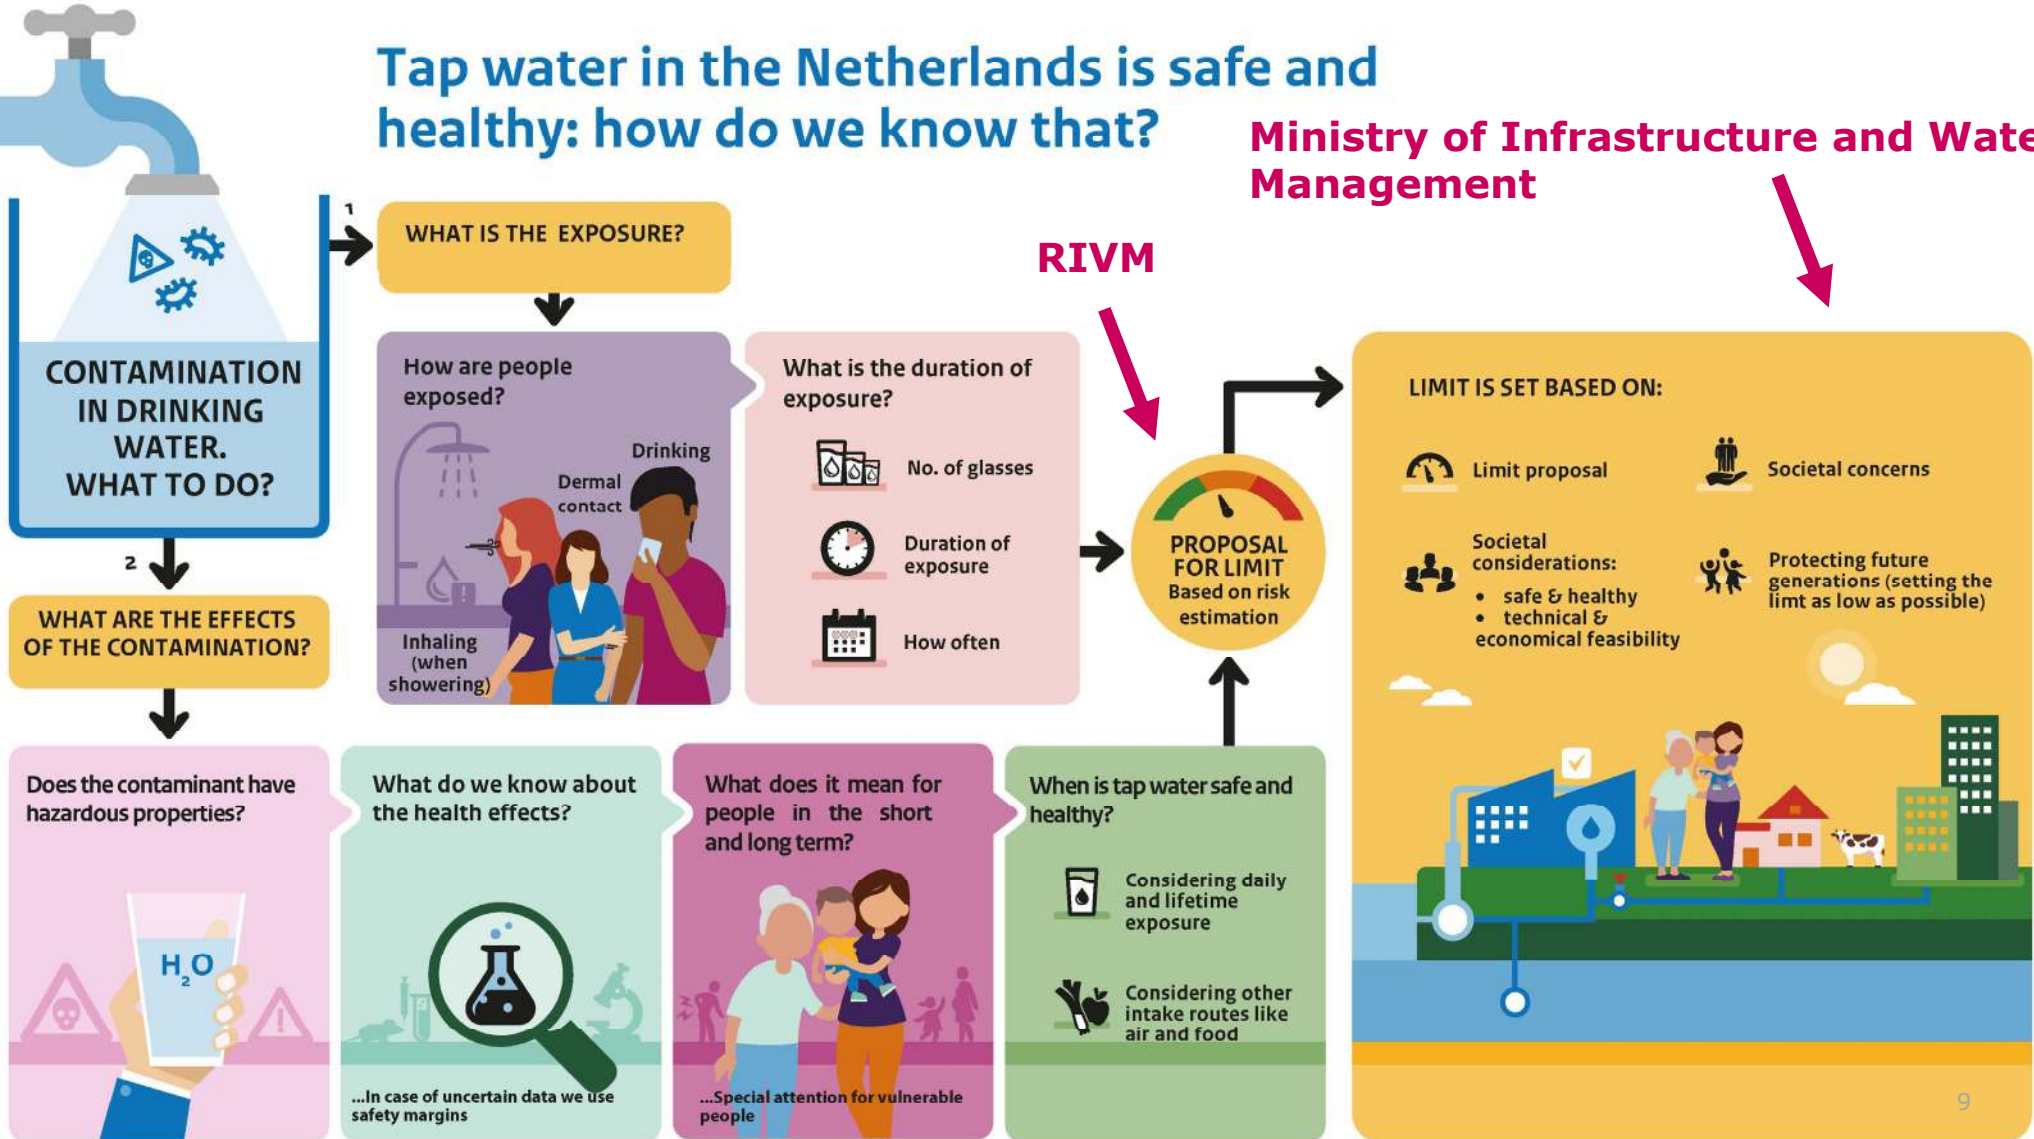 Tap water in the Netherlands is safe and
healthy: how do we know that?
Ministry of Infrastructure and Wate
Management
RIVM
CONTAMINATION
IN DRINKING
WATER.
WHAT TO DO?
1
WHAT IS THE EXPOSURE?
How are people
exposed?
Drinking
Dermal
contact
Inhaling
(when
showering)
What is the duration of
exposure?
No. of glasses
Duration of
exposure
How often
2
WHAT ARE THE EFFECTS
OF THE CONTAMINATION?
Does the contaminant have
hazardous properties?
H2O
What do we know about
the health effects?
...In case of uncertain data we use
safety margins
What does it mean for
people in the short
and long term?
...Special attention for vulnerable
people
When is tap water safe and
healthy?
Considering daily
and lifetime
exposure
Considering other
intake routes like
air and food
PROPOSAL
FOR LIMIT
Based on risk
estimation
LIMIT IS SET BASED ON:
Limit proposal
Societal concerns
Societal
considerations:
• safe & healthy
• technical &
economical feasibility
Protecting future
generations (setting the
limt as low as possible)
9